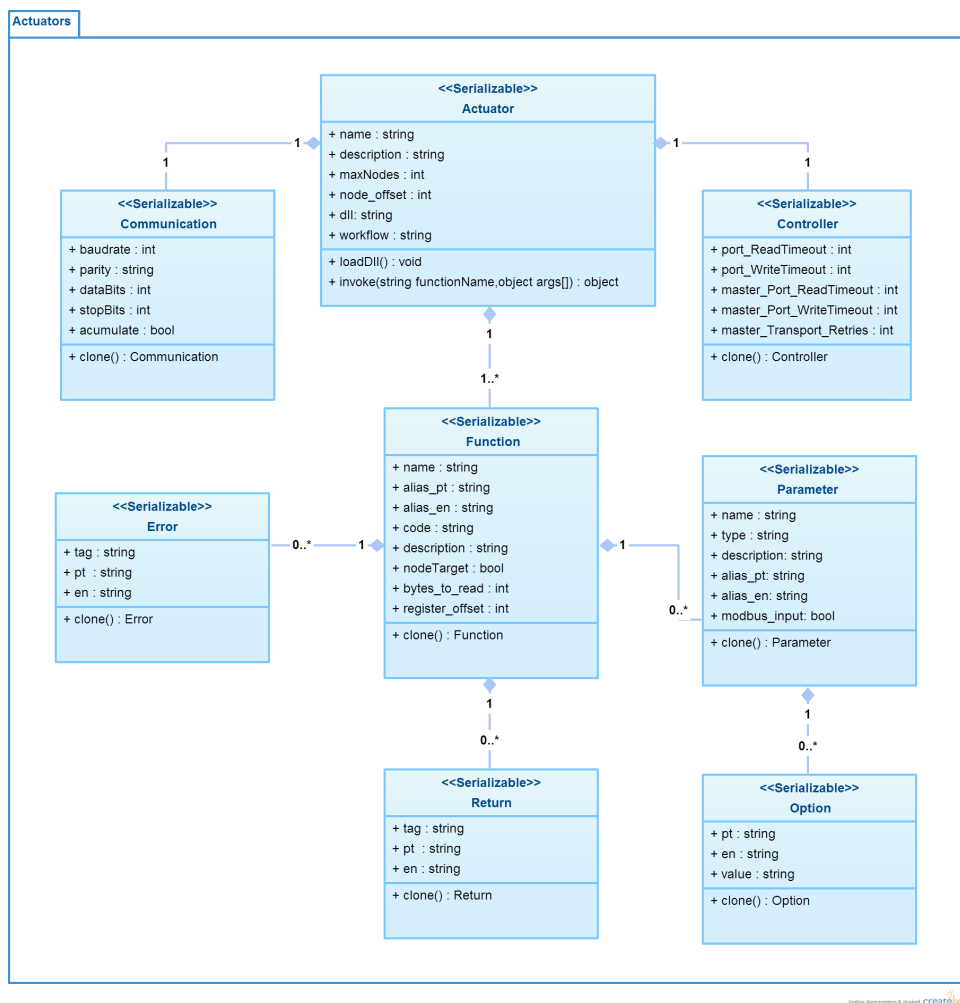 Actuators
<<Serializable>>
Actuator
+ name : string
+ description : string
+ maxNodes : int
+ node_offset : int
+ dll: string
+ workflow : string
+ loadDll() : void
+ invoke(string functionName,object args[]) : object
1
1
1
1
<<Serializable>>
Communication
+ baudrate : int
+ parity : string
+ dataBits : int
+ stopBits : int
+ acumulate : bool
+ clone() : Communication
<<Serializable>>
Controller
+ port_ReadTimeout : int
+ port_WriteTimeout : int
+ master_Port_ReadTimeout : int
+ master_Port_WriteTimeout : int
+ master_Transport_Retries : int
+ clone() : Controller
1
1..*
<<Serializable>>
Function
+ name : string
+ alias_pt : string
+ alias_en : string
+ code : string
+ description : string
+ nodeTarget : bool
+ bytes_to_read : int
+ register_offset : int
+ clone() : Function
<<Serializable>>
Error
+ tag : string
+ pt : string
+ en : string
+ clone() : Error
0..*
1
1
0..*
<<Serializable>>
Parameter
+ name : string
+ type : string
+ description: string
+ alias_pt: string
+ alias_en: string
+ modbus_input: bool
+ clone() : Parameter
1
0..*
1
0..*
<<Serializable>>
Return
+ tag : string
+ pt : string
+ en : string
+ clone() : Return
<<Serializable>>
Option
+ pt : string
+ en : string
+ value : string
+ clone() : Option